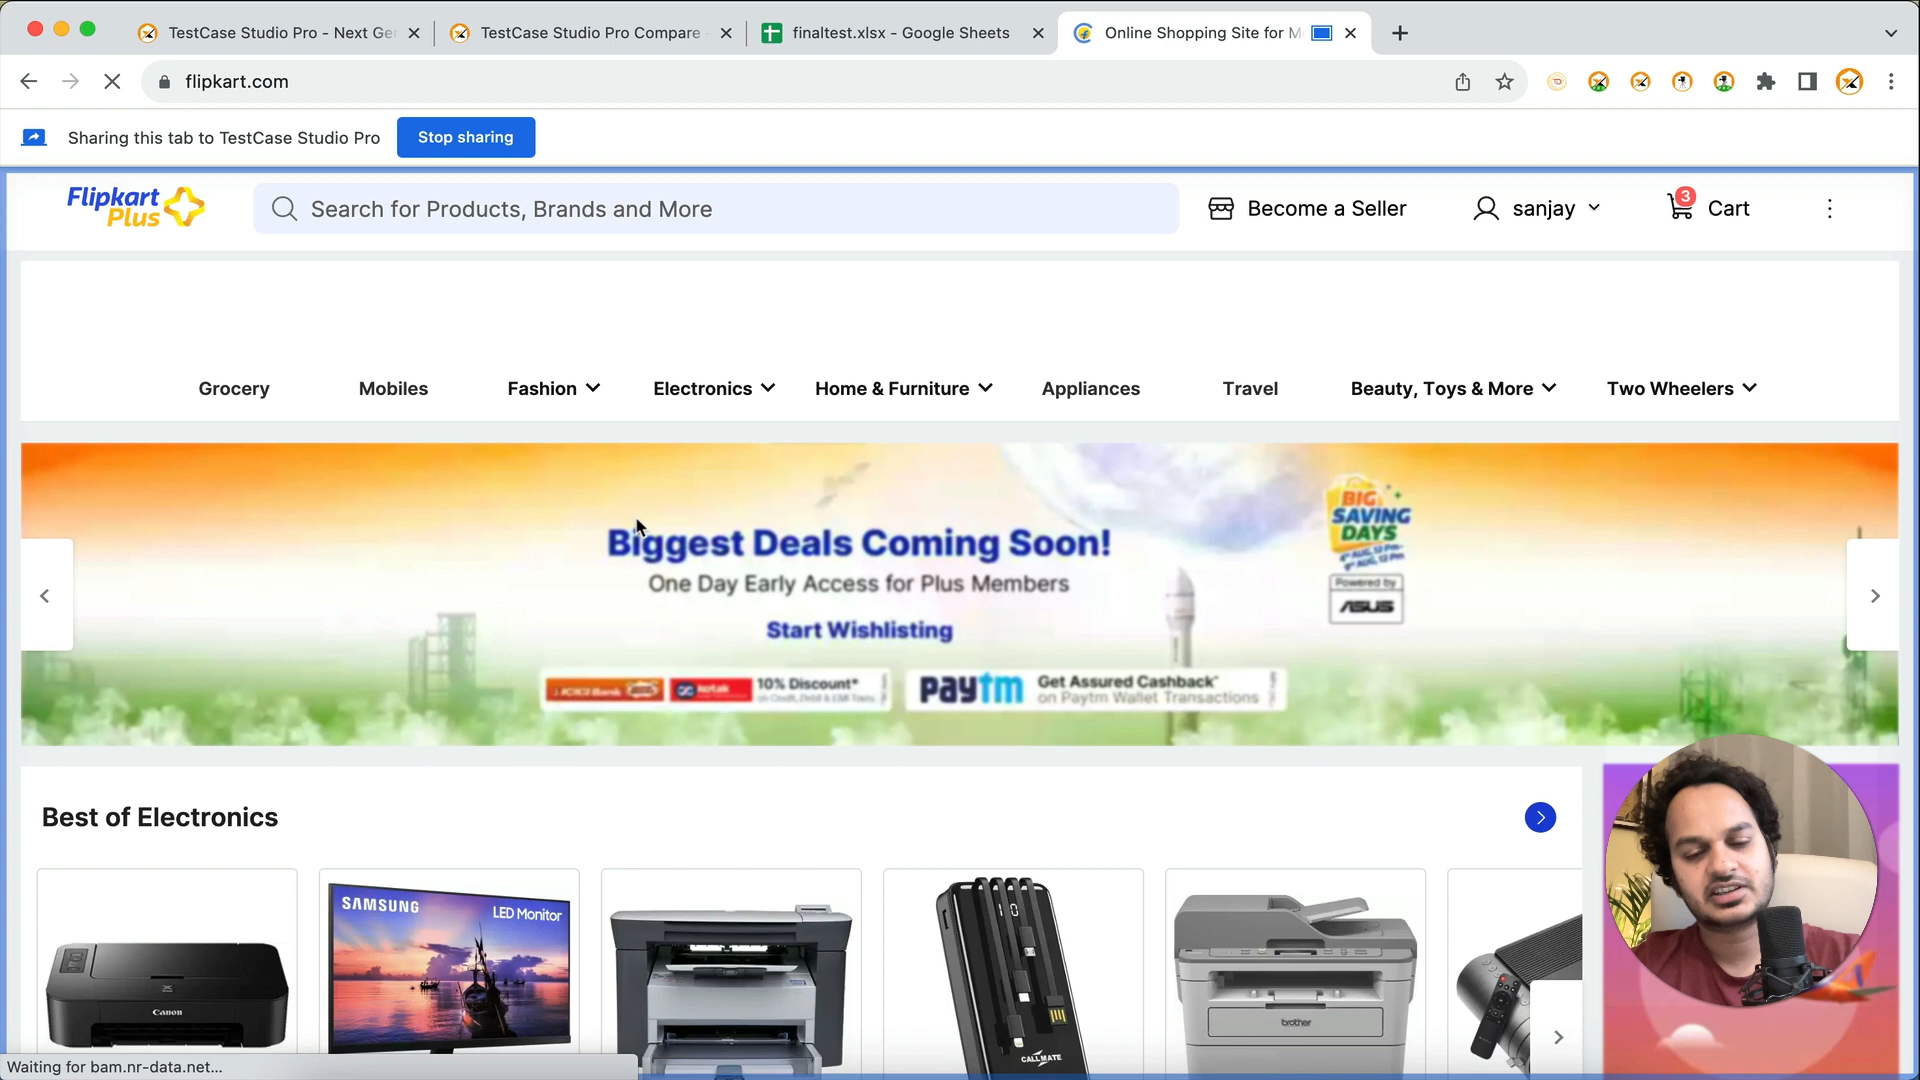 TestCase Studio Pro - Next Ge
TestCase Studio Pro Compare
finaltest.xlsx - Google Sheets
Online Shopping Site for M
flipkart.com
Sharing this tab to TestCase Studio Pro
Stop sharing
Flipkart
Plus
Search for Products, Brands and More
Become a Seller
sanjay
3
Cart
Grocery
Mobiles
Fashion
Electronics
Home & Furniture
Appliances
Travel
Beauty, Toys & More
Two Wheelers
Biggest Deals Coming Soon!
One Day Early Access for Plus Members
Start Wishlisting
BIG
SAVING
DAYS
Powered by
ASUS
ICICI Bank
kotak
10% Discount*
paytm
Get Assured Cashback*
on Paytm Wallet Transactions
Best of Electronics
Canon
SAMSUNG
LED Monitor
10
CALLMATE
brother
Waiting for bam.nr-data.net...